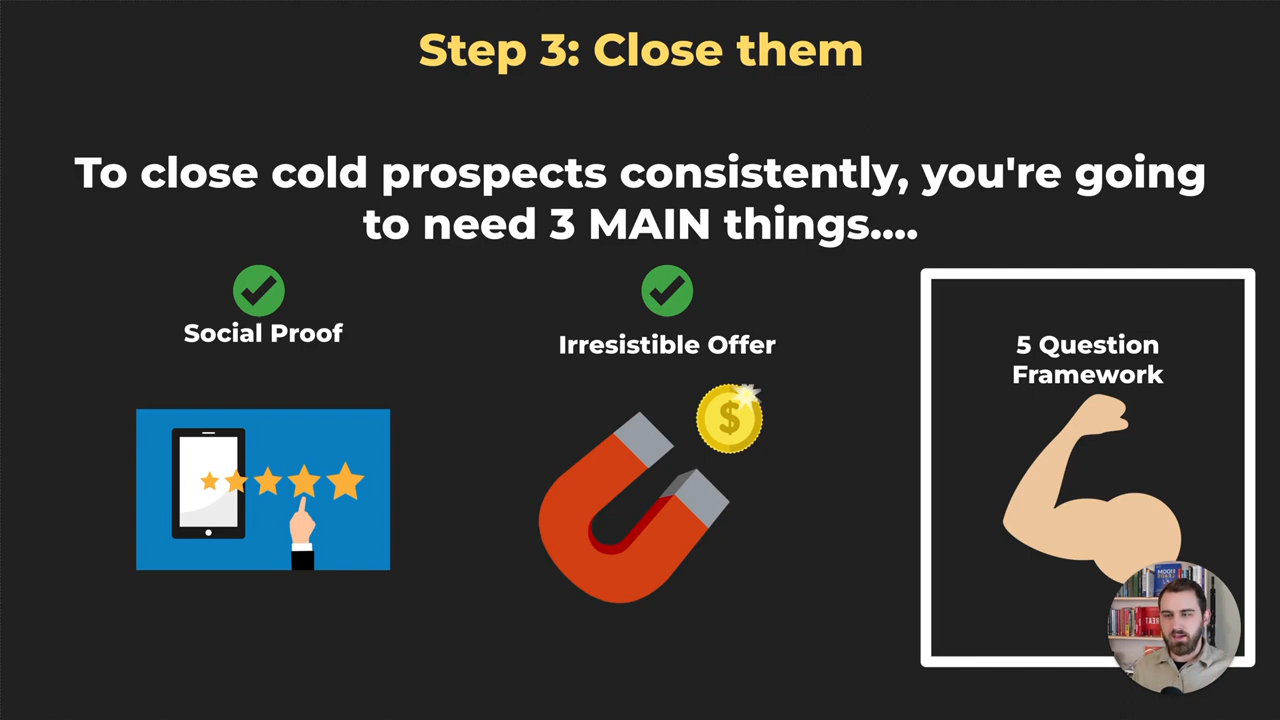 Step 3: Close them
To close cold prospects consistently, you're going
to need 3 MAIN things....
Social Proof
Irresistible Offer
5 Question
Framework
$